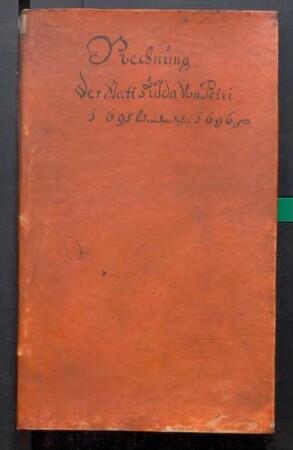 Rechnung
Der Statt Fulda Von Petri
1695 bis 1696